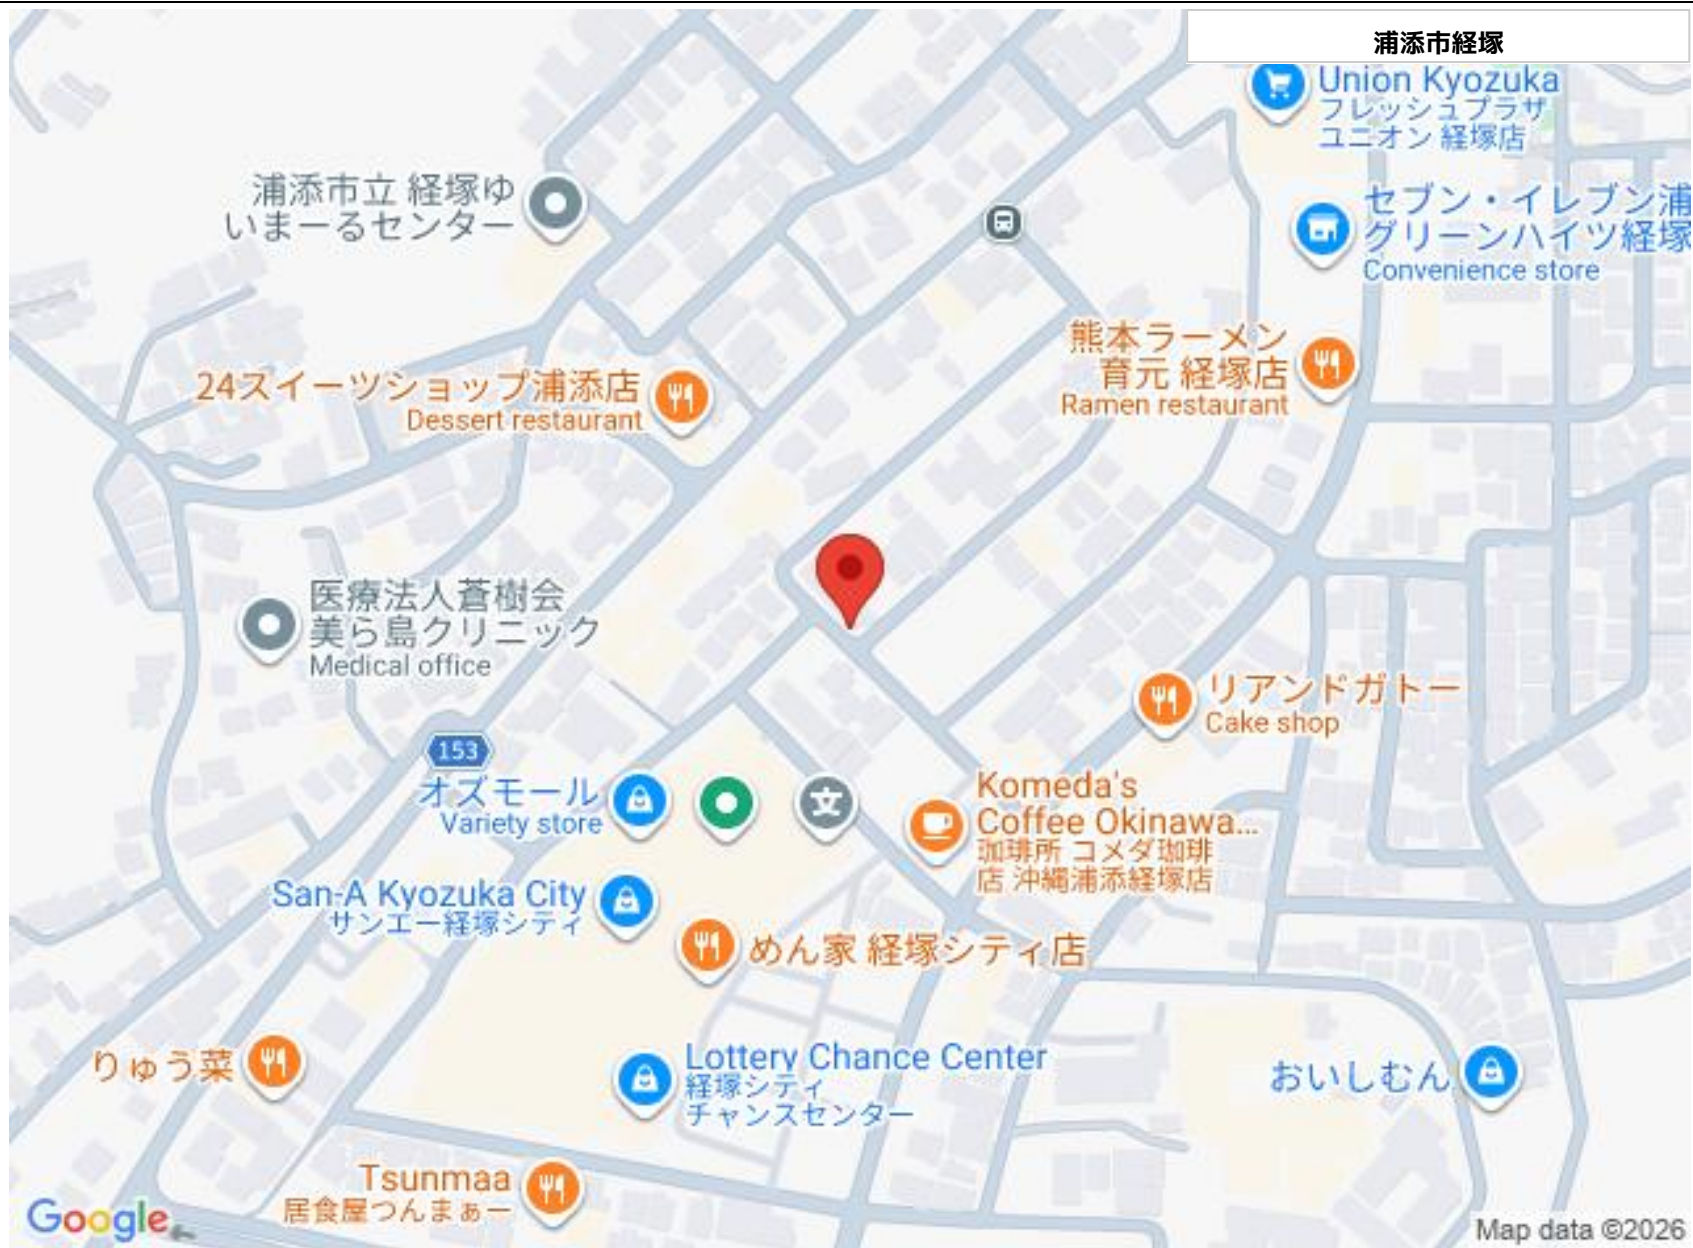 浦添市経塚
Union Kyozuka
フレッシュプラザ
ユニオン 経塚店
浦添市立 経塚ゆ
いまーるセンター
セブン・イレブン浦
グリーンハイツ経塚
Convenience store
熊本ラーメン
育元 経塚店
Ramen restaurant
24スイーツショップ浦添店
Dessert restaurant
医療法人蒼樹会
美ら島クリニック
Medical office
リアンドガトー
Cake shop
153
オズモール
Variety store
文
Komeda's
Coffee Okinawa...
珈琲所 コメダ珈琲
店 沖縄浦添経塚店
San-A Kyozuka City
サンエー経塚シティ
めん家 経塚シティ店
りゅう菜
Lottery Chance Center
経塚シティ
チャンスセンター
おいしむん
Tsunmaa
居食屋つんまぁー
Google
Map data ©2026